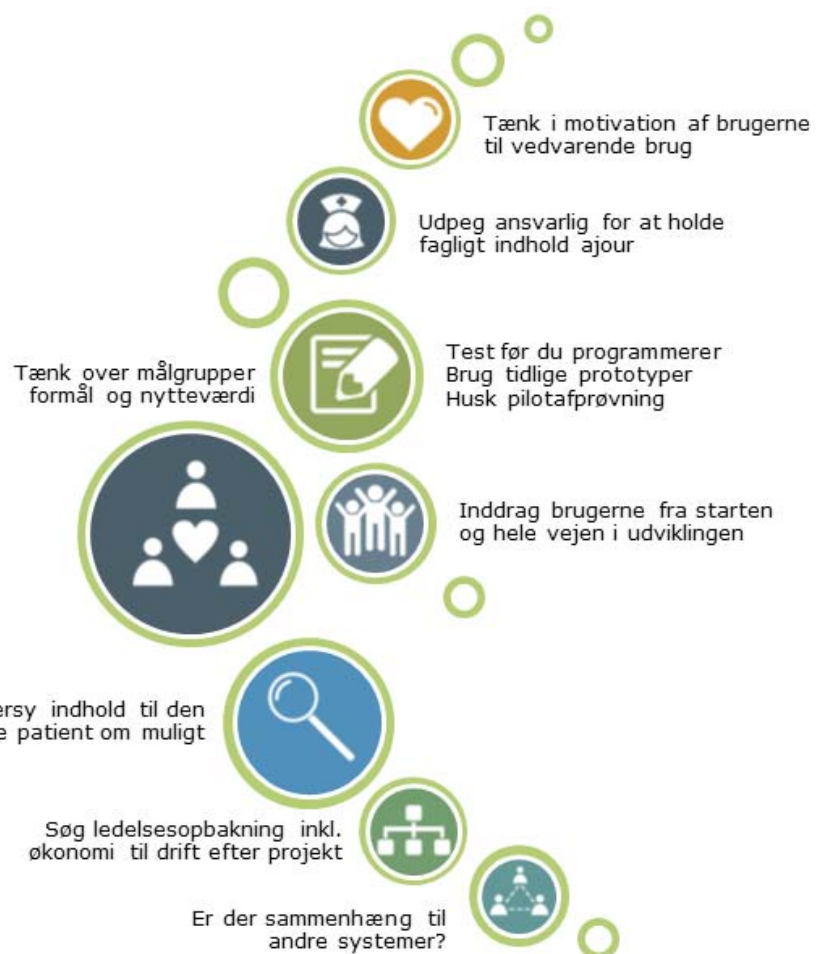 Tænk i motivation af brugerne
til vedvarende brug
Udpeg ansvarlig for at holde
fagligt indhold ajour
Tænk over målgrupper
formål og nytteværdi
Test før du programmerer
Brug tidlige prototyper
Husk pilotafprøvning
Inddrag brugerne fra starten
og hele vejen i udviklingen
indhold til den
patient om muligt
Søg ledelsesopbakning inkl.
økonomi til drift efter projekt
Er der sammenhæng til
andre systemer?